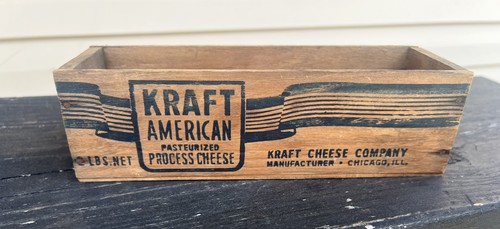 KRAFT
AMERICAN
PASTEURIZED
PROCESS CHEESE
LBS. NET
KRAFT CHEESE COMPANY
MANUFACTURER - CHICAGO, ILL.